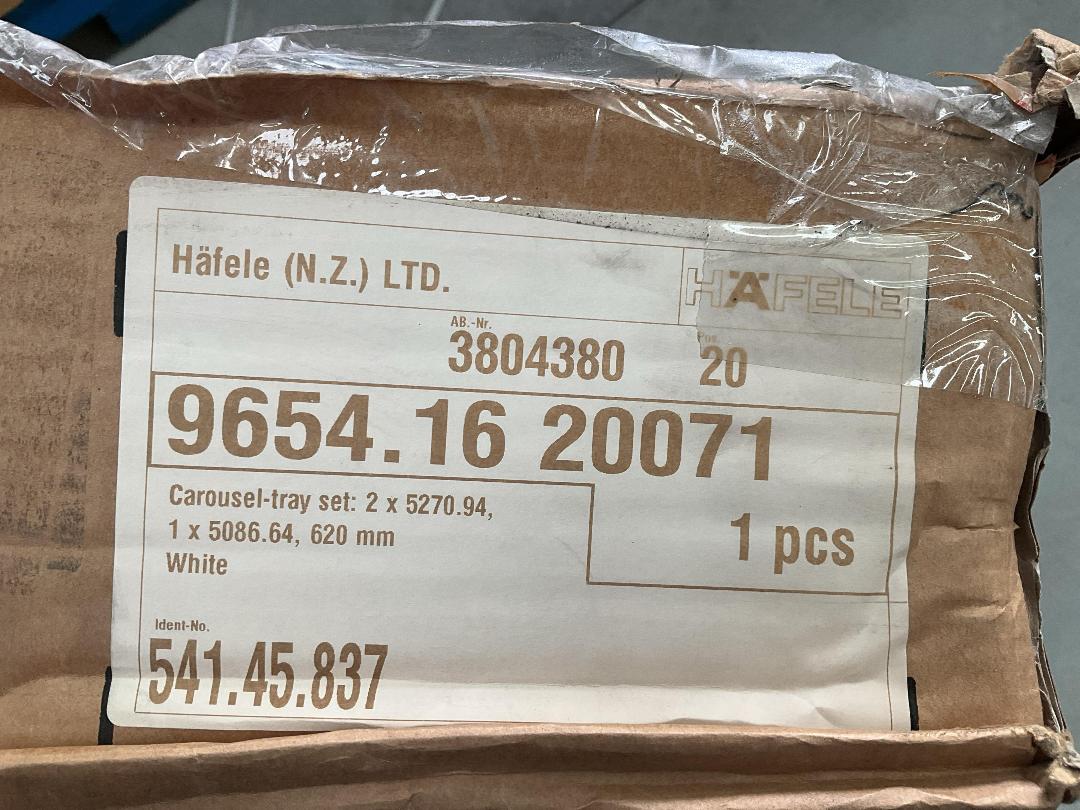 Häfele (N.Z.) LTD.
HÄFELE
AB.-Nr.
Pos.
3804380
20
9654.16 20071
Carousel-tray set: 2 x 5270.94,
1 x 5086.64, 620 mm
White
1 pcs
Ident-No.
541.45.837